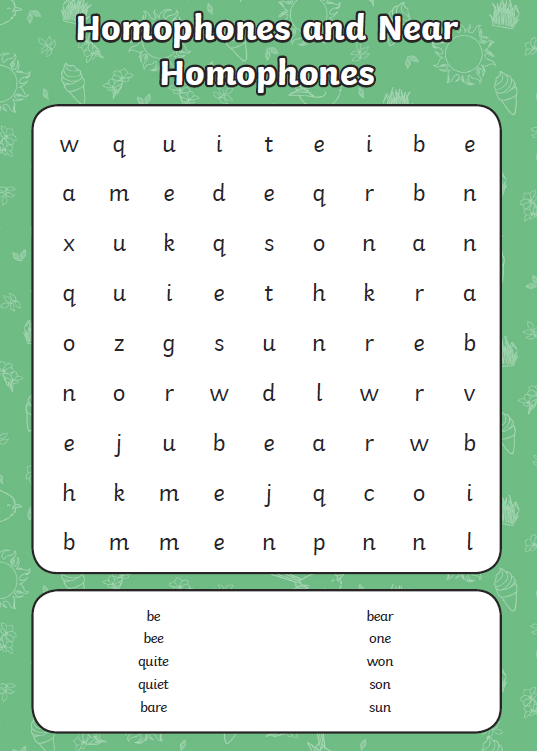 Homophones and Near
Homophones
w q u i t e i b e
a m e d e q r b n
x u k q s o n a n
q u i e t h k r a
o z g s u n r e b
n o r w d l w r v
e j u b e a r w b
h k m e j q c o i
b m m e n p n n l
be bear
bee one
quite won
quiet son
bare sun